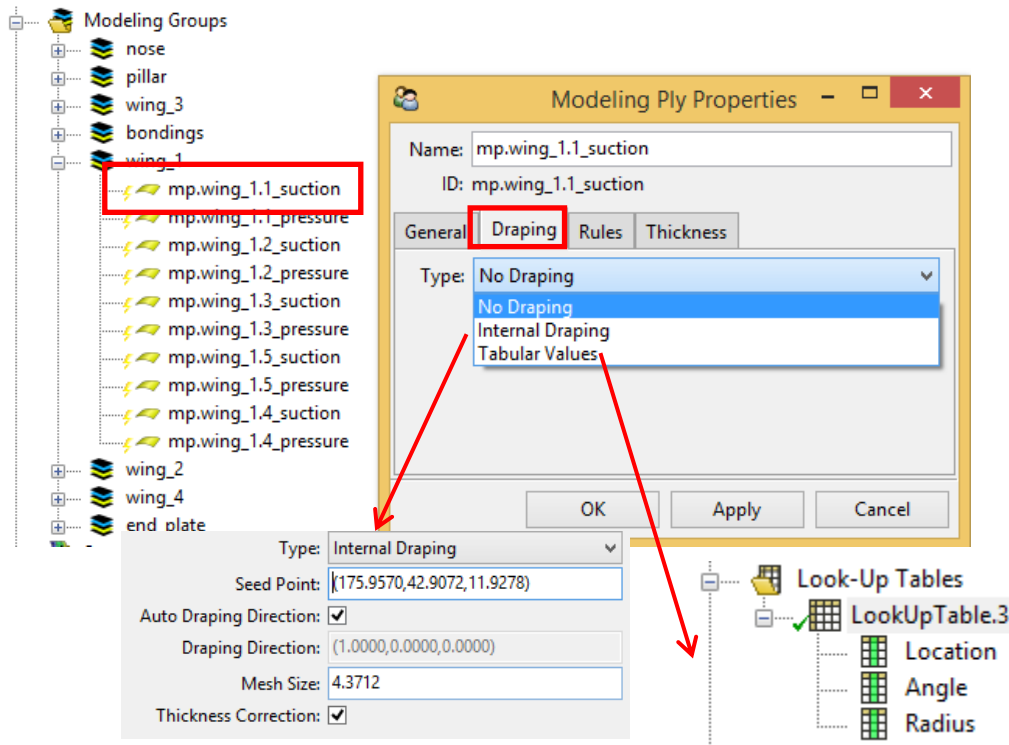 Modeling Groups
nose
pillar
wing_3
bondings
wing_1
mp.wing_1.1_suction
mp.wing_1.1_pressure
mp.wing_1.2_suction
mp.wing_1.2_pressure
mp.wing_1.3_suction
mp.wing_1.3_pressure
mp.wing_1.5_suction
mp.wing_1.5_pressure
mp.wing_1.4_suction
mp.wing_1.4_pressure
wing_2
wing_4
end_plate
Modeling Ply Properties
Name: mp.wing_1.1_suction
ID: mp.wing_1.1_suction
General Draping Rules Thickness
Type: No Draping
No Draping
Internal Draping
Tabular Values
OK Apply Cancel
Type: Internal Draping
Seed Point: (175.9570,42.9072,11.9278)
Auto Draping Direction:
Draping Direction: (1.0000,0.0000,0.0000)
Mesh Size: 4.3712
Thickness Correction:
Look-Up Tables
LookUpTable.3
Location
Angle
Radius